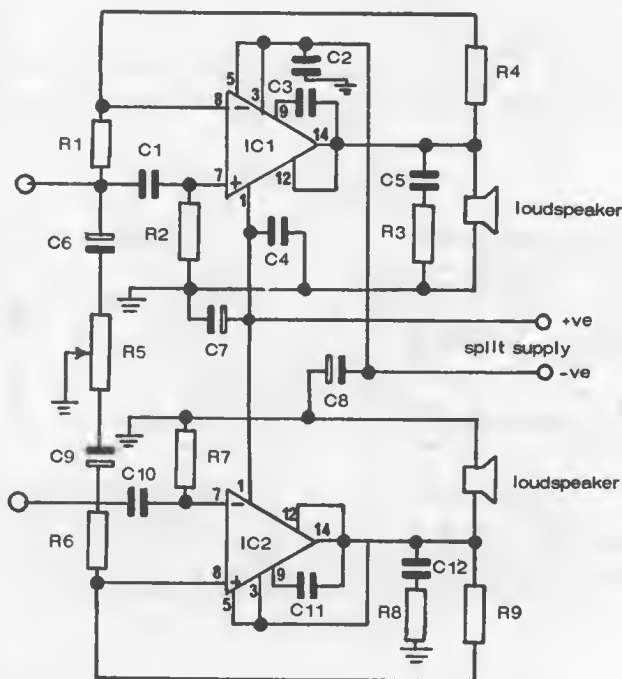 C2
5
C3
R4
3
9
8
−
R1
IC1
14
C1
12
C5
7
+
1
loudspeaker
C6
R2
C4
R3
+ve
C7
R5
split supply
C8
-ve
C9
R7
C10
1
loudspeaker
7
−
12
14
R6
IC2
8
+
9
C12
3
5
C11
R8
R9